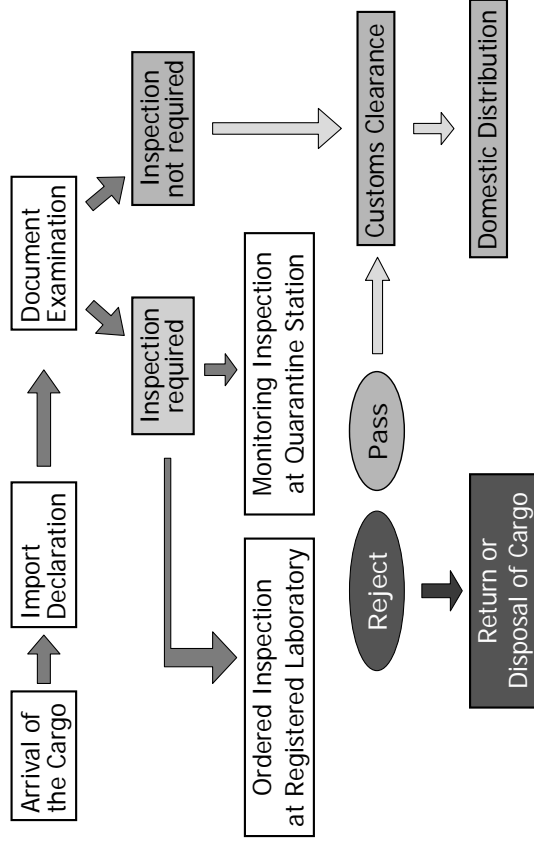 Arrival of
the Cargo
Import
Declaration
Document
Examination
Inspection
required
Inspection
not required
Ordered Inspection
at Registered Laboratory
Monitoring Inspection
at Quarantine Station
Reject
Pass
Customs Clearance
Return or
Disposal of Cargo
Domestic Distribution